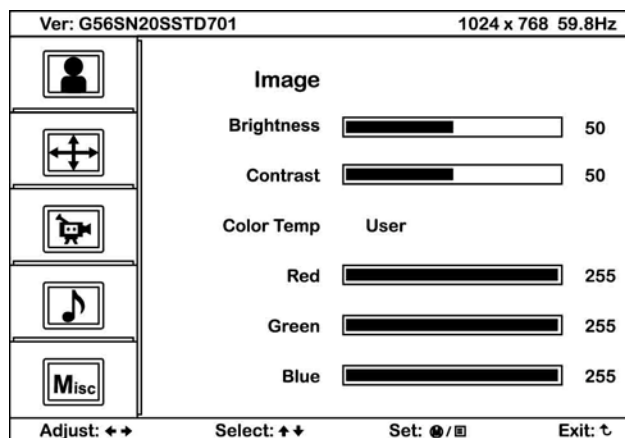 Ver: G56SN20SSTD701 1024 x 768 59.8Hz
Image
Brightness 50
Contrast 50
Color Temp User
Red 255
Green 255
Blue 255
Misc
Adjust: Select: Set: M/ Exit: